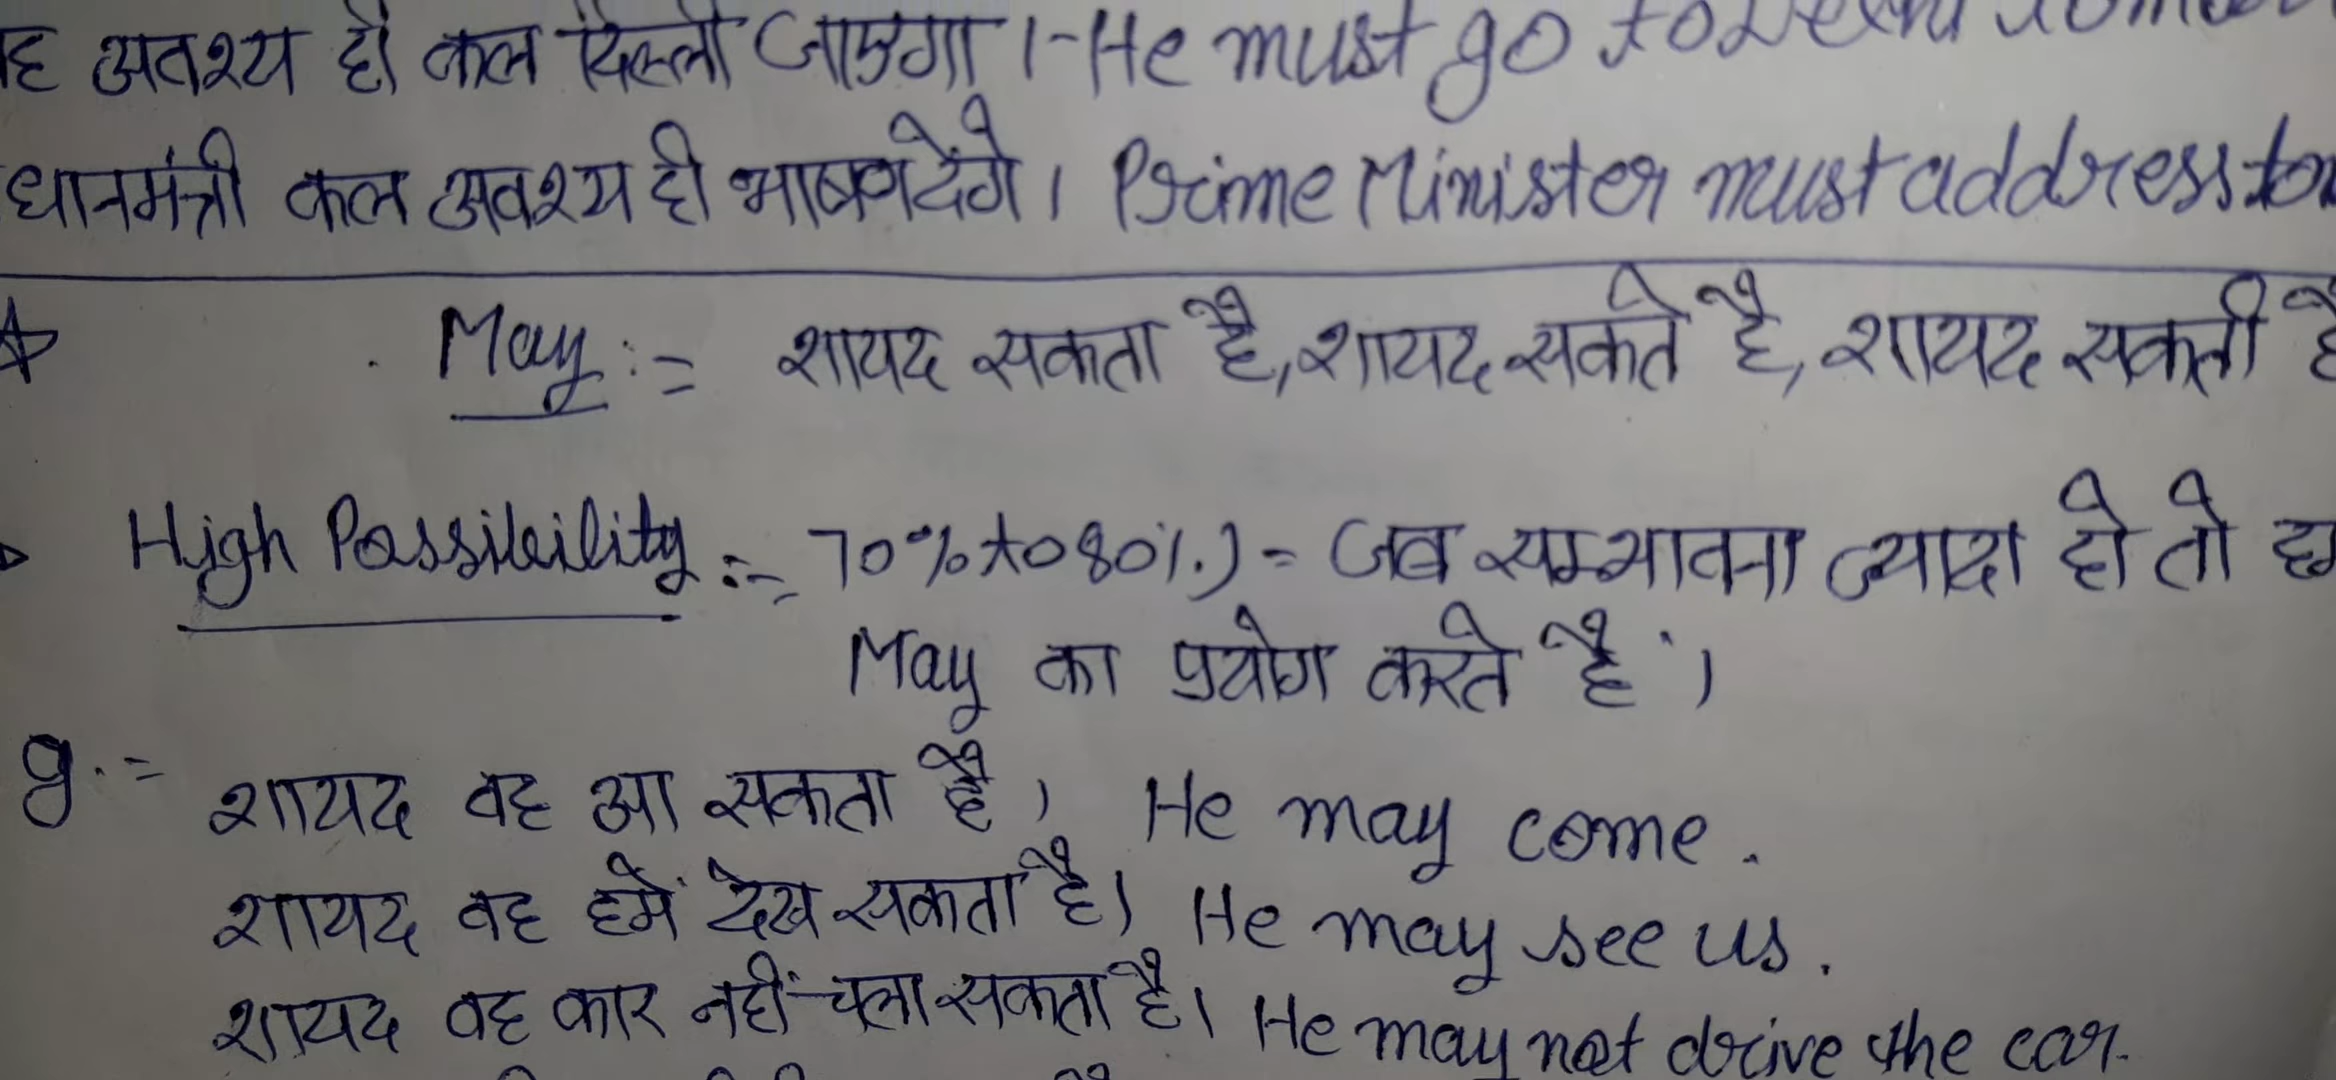 वह अवश्य ही कल दिल्ली जाएगा। - He must go to Delhi
धानमंत्री कल अवश्य ही भाषण देंगे। Prime Minister must address
May :- शायद सकता है, शायद सकते है, शायद सकती है
High Possibility :- 70% to 80%) = जब सम्भावना ज्यादा हो तो
May का प्रयोग करते है।
g. = शायद वह आ सकता है। He may come.
शायद वह हमें देख सकता है। He may see us.
शायद वह कार नहीं चला सकता है। He may not drive the car.